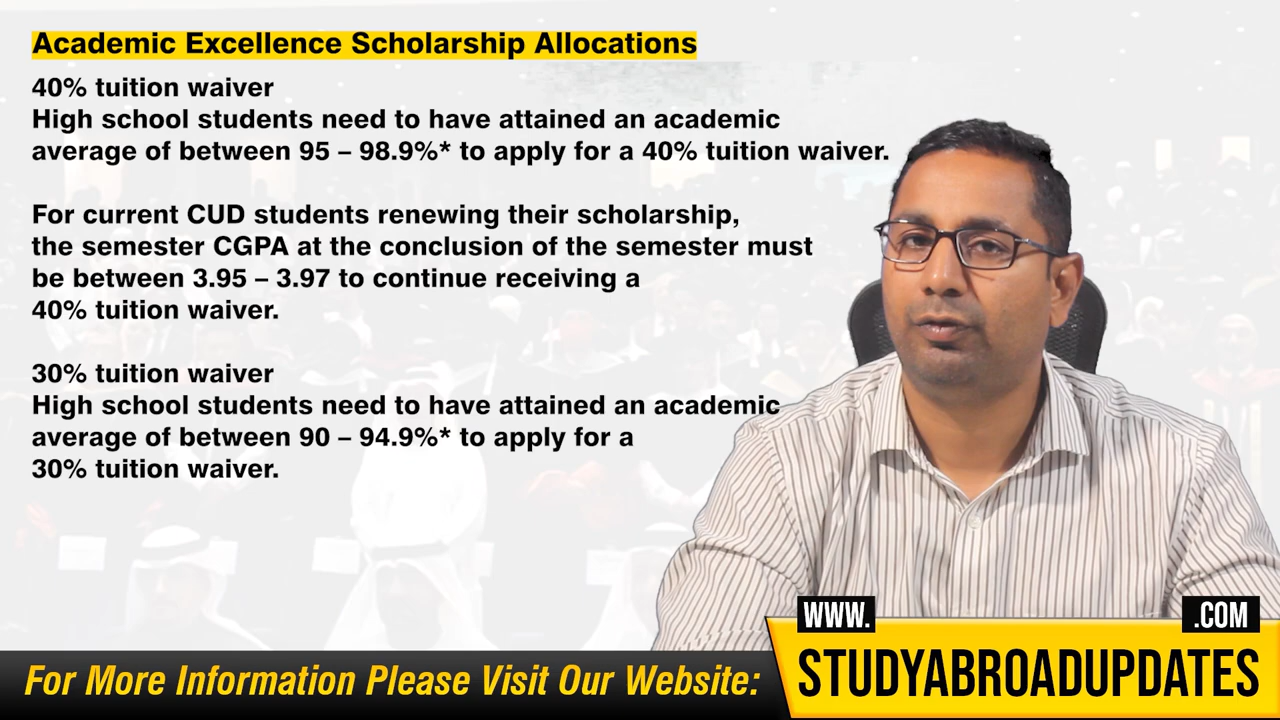 Academic Excellence Scholarship Allocations
40% tuition waiver
High school students need to have attained an academic
average of between 95 – 98.9%* to apply for a 40% tuition waiver.
For current CUD students renewing their scholarship,
the semester CGPA at the conclusion of the semester must
be between 3.95 – 3.97 to continue receiving a
40% tuition waiver.
30% tuition waiver
High school students need to have attained an academic
average of between 90 – 94.9%* to apply for a
30% tuition waiver.
For More Information Please Visit Our Website:
WWW.
STUDYABROADUPDATES
.COM